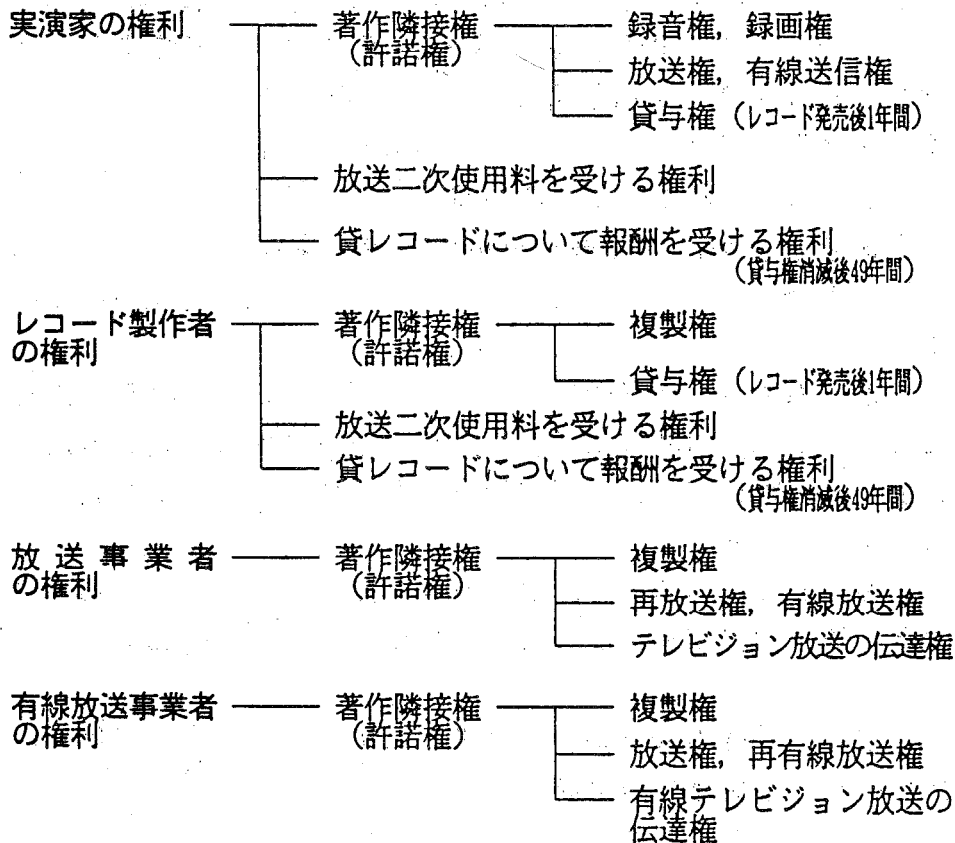 実演家の権利 著作隣接権 録音権，録画権
（許諾権）
放送権，有線送信権
貸与権（レコード発売後1年間）
放送二次使用料を受ける権利
貸レコードについて報酬を受ける権利
（貸与権消滅後49年間）
レコード製作者 著作隣接権 複製権
の権利 （許諾権）
貸与権（レコード発売後1年間）
放送二次使用料を受ける権利
貸レコードについて報酬を受ける権利
（貸与権消滅後49年間）
放送事業者 著作隣接権 複製権
の権利 （許諾権）
再放送権，有線放送権
テレビジョン放送の伝達権
有線放送事業者 著作隣接権 複製権
の権利 （許諾権）
放送権，再有線放送権
有線テレビジョン放送の
伝達権